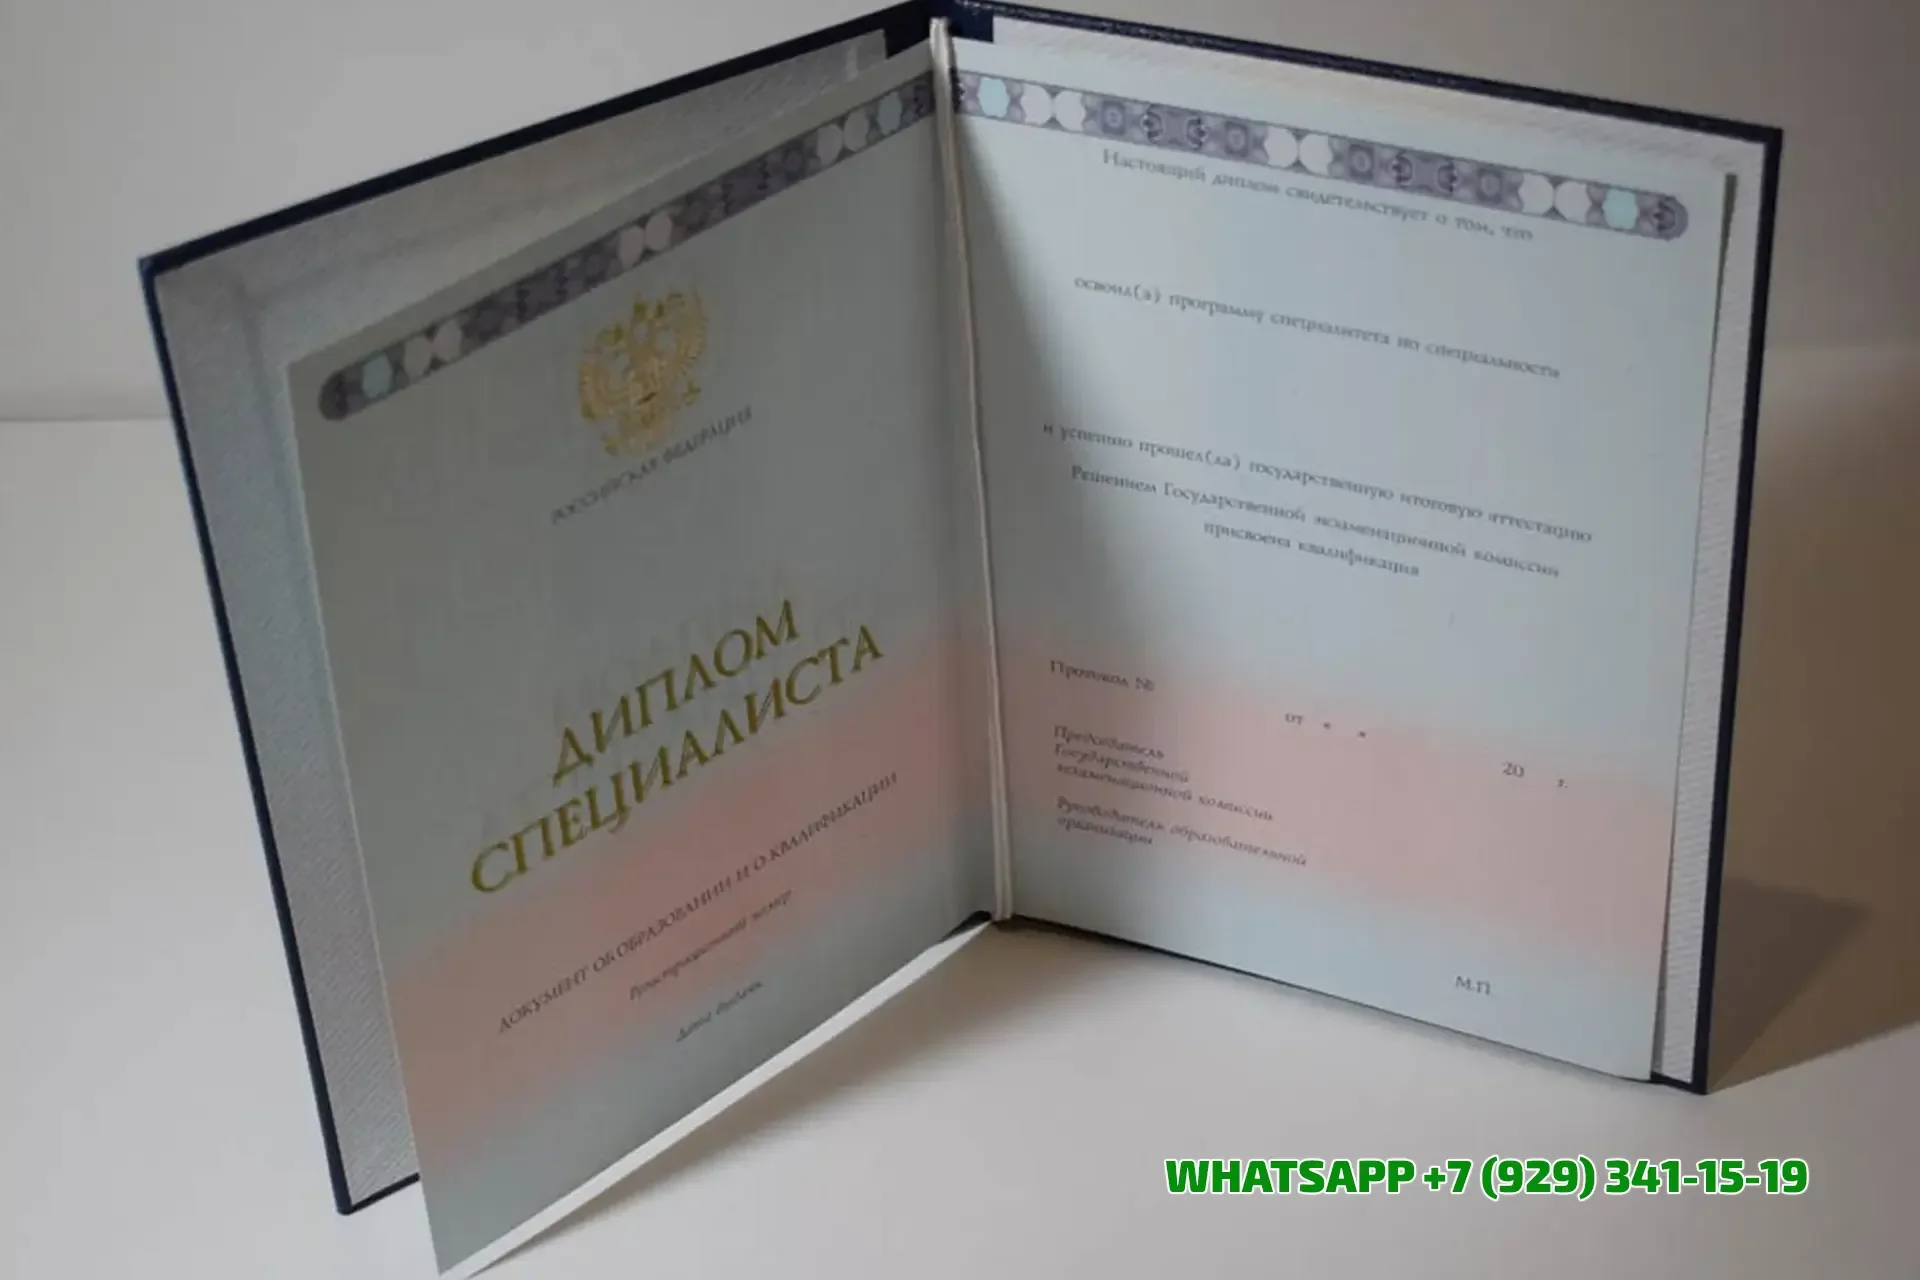 РОССИЙСКАЯ ФЕДЕРАЦИЯ
ДИПЛОМ
СПЕЦИАЛИСТА
ДОКУМЕНТ ОБ ОБРАЗОВАНИИ И О КВАЛИФИКАЦИИ
Регистрационный номер
Дата выдачи
Настоящий диплом свидетельствует о том, что
освоил(а) программу специалитета по специальности
и успешно прошел(ла) государственную итоговую аттестацию
Решением Государственной экзаменационной комиссии
присвоена квалификация
Протокол №
от « »
20 г.
Председатель
Государственной
экзаменационной комиссии
Руководитель образовательной
организации
М.П.
WHATSAPP +7 (929) 341-15-19